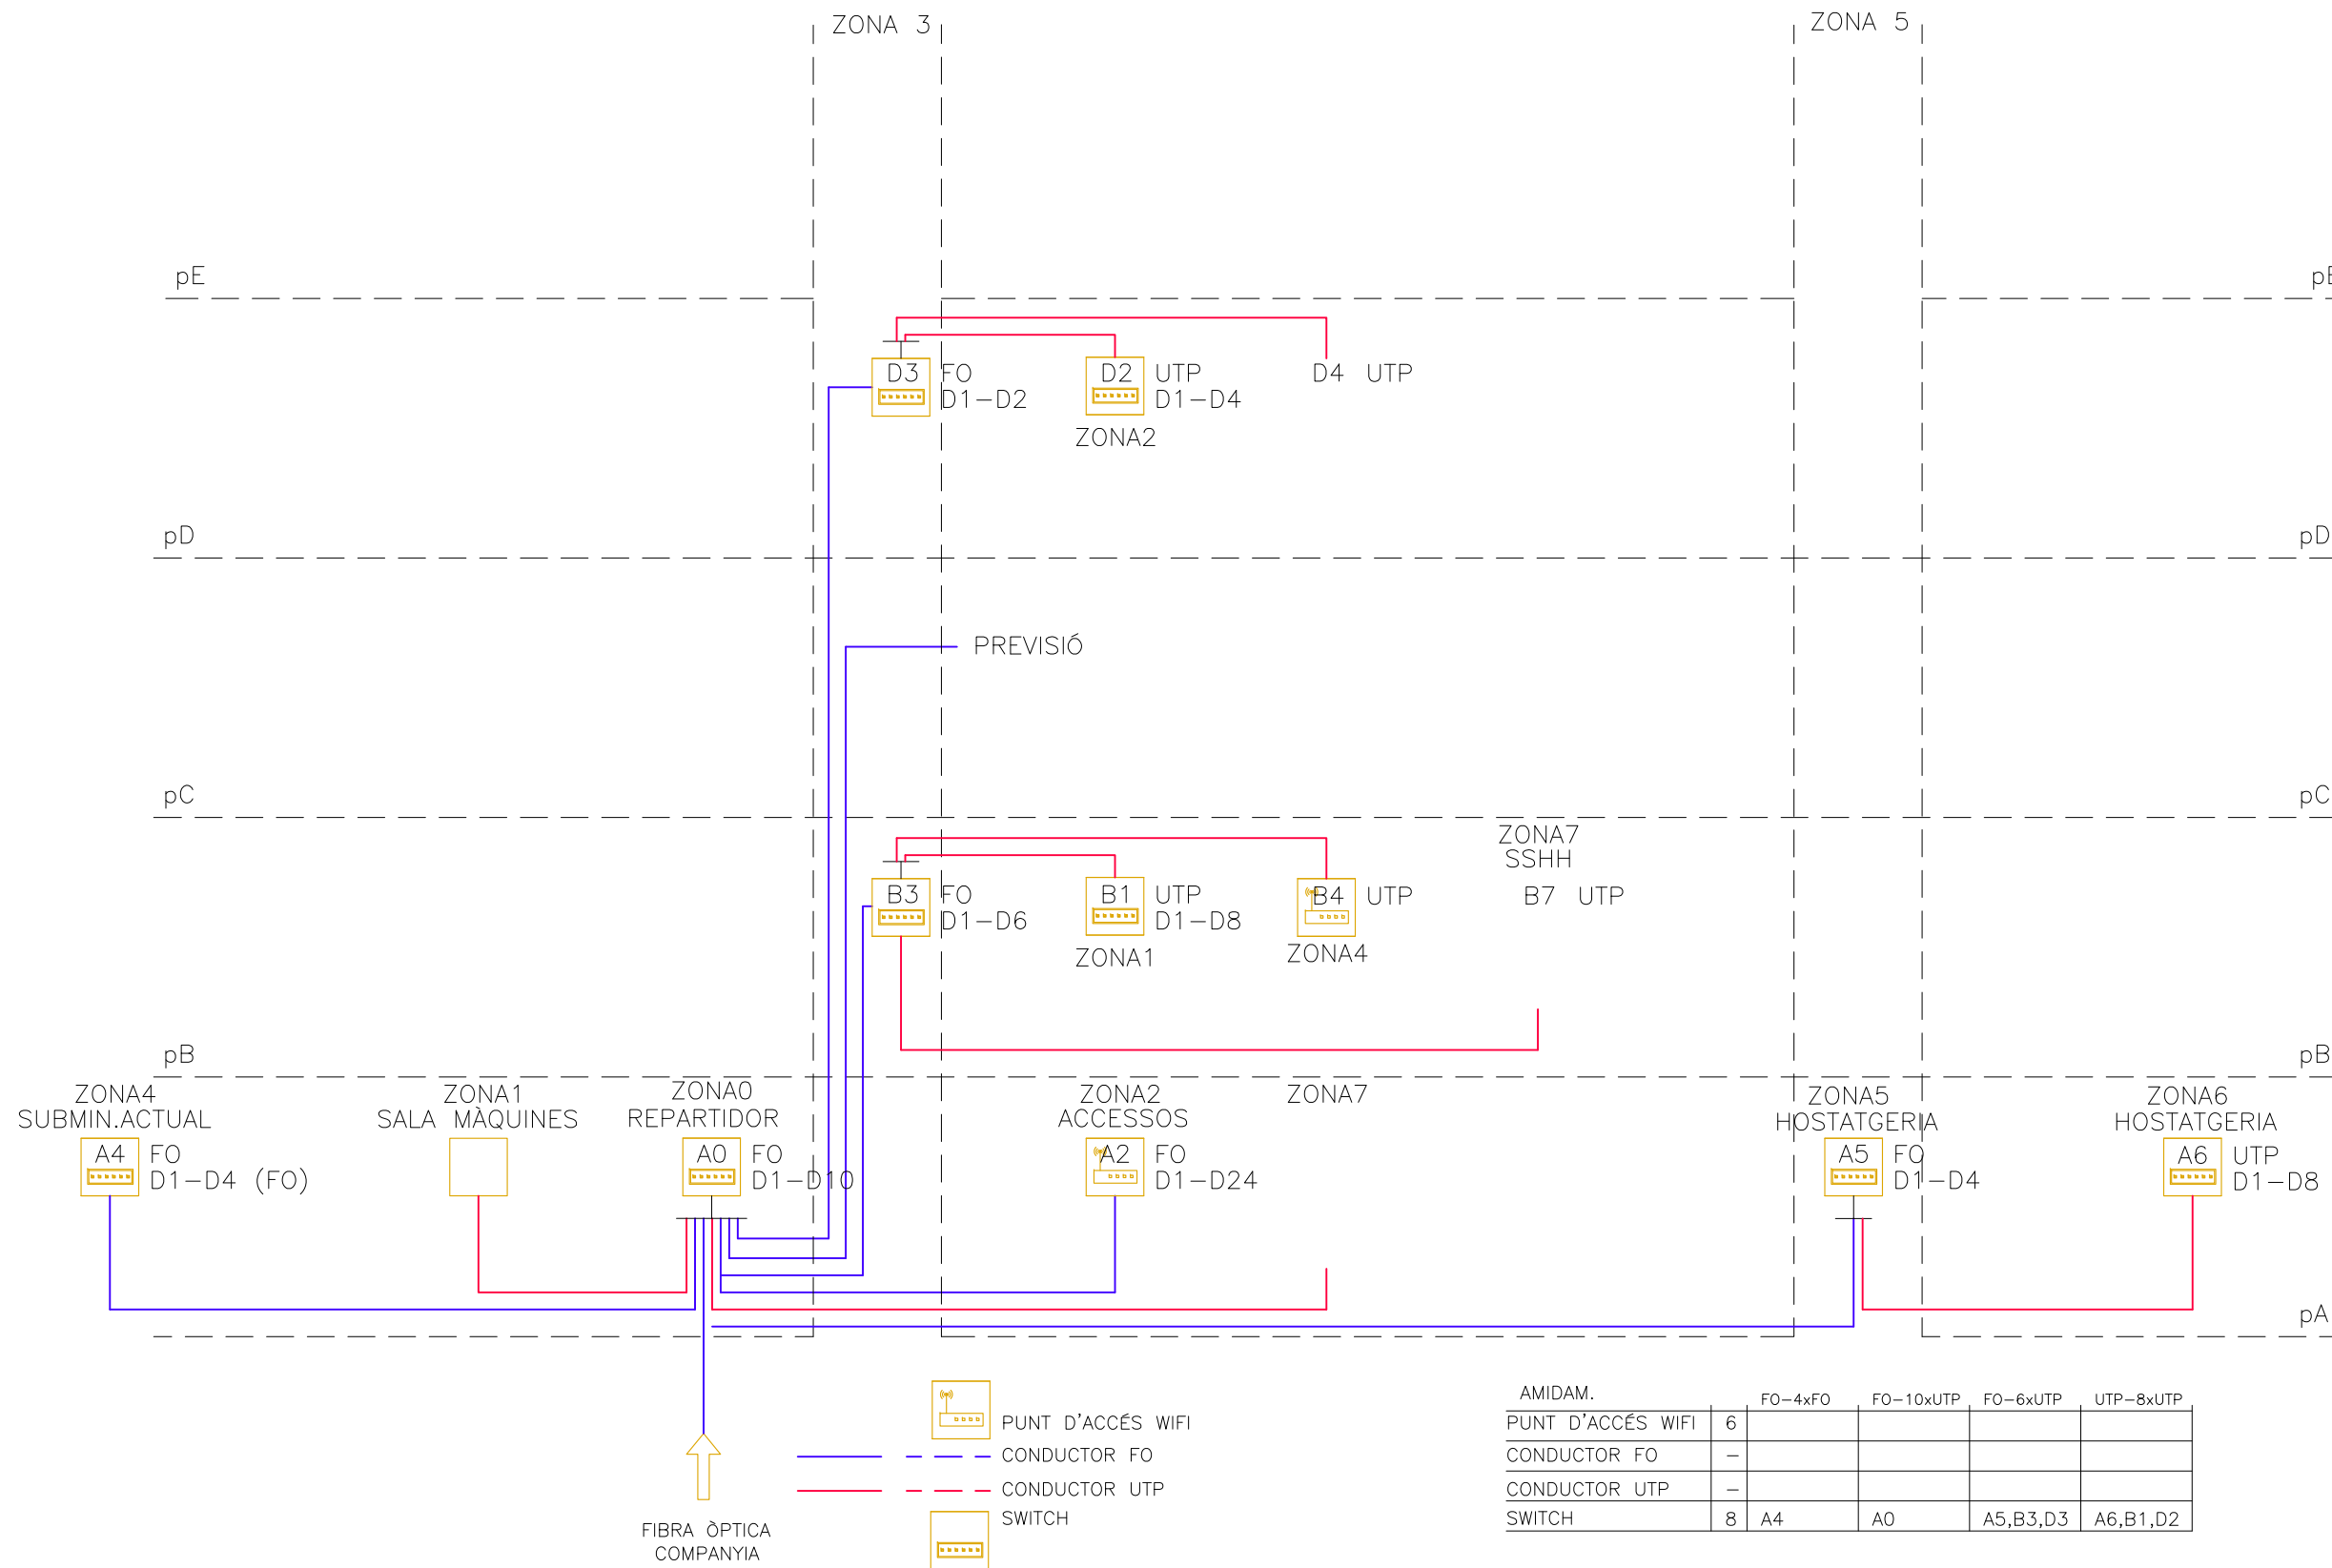 ZONA 3
ZONA 5
pE
pE
D3 FO
D1-D2
D2 UTP
D1-D4
ZONA2
D4 UTP
pD
pD
PREVISIÓ
pC
pC
ZONA7
SSHH
B3 FO
D1-D6
B1 UTP
D1-D8
ZONA1
B4 UTP
ZONA4
B7 UTP
pB
pB
ZONA4
SUBMIN.ACTUAL
A4 FO
D1-D4 (FO)
ZONA1
SALA MÀQUINES
ZONA0
REPARTIDOR
A0 FO
D1-D10
ZONA2
ACCESSOS
A2 FO
D1-D24
ZONA7
ZONA5
HOSTATGERIA
A5 FO
D1-D4
ZONA6
HOSTATGERIA
A6 UTP
D1-D8
pA
FIBRA ÒPTICA
COMPANYIA
PUNT D'ACCÉS WIFI
CONDUCTOR FO
CONDUCTOR UTP
SWITCH
AMIDAM. FO-4xFO FO-10xUTP FO-6xUTP UTP-8xUTP
PUNT D'ACCÉS WIFI 6
CONDUCTOR FO -
CONDUCTOR UTP -
SWITCH 8 A4 A0 A5,B3,D3 A6,B1,D2